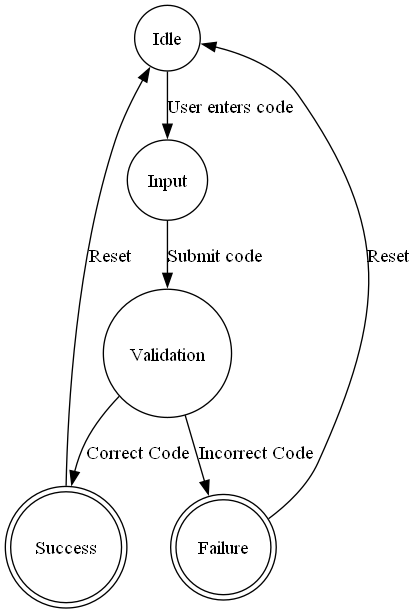 Idle
User enters code
Input
Reset
Submit code
Reset
Validation
Correct Code
Incorrect Code
Success
Failure